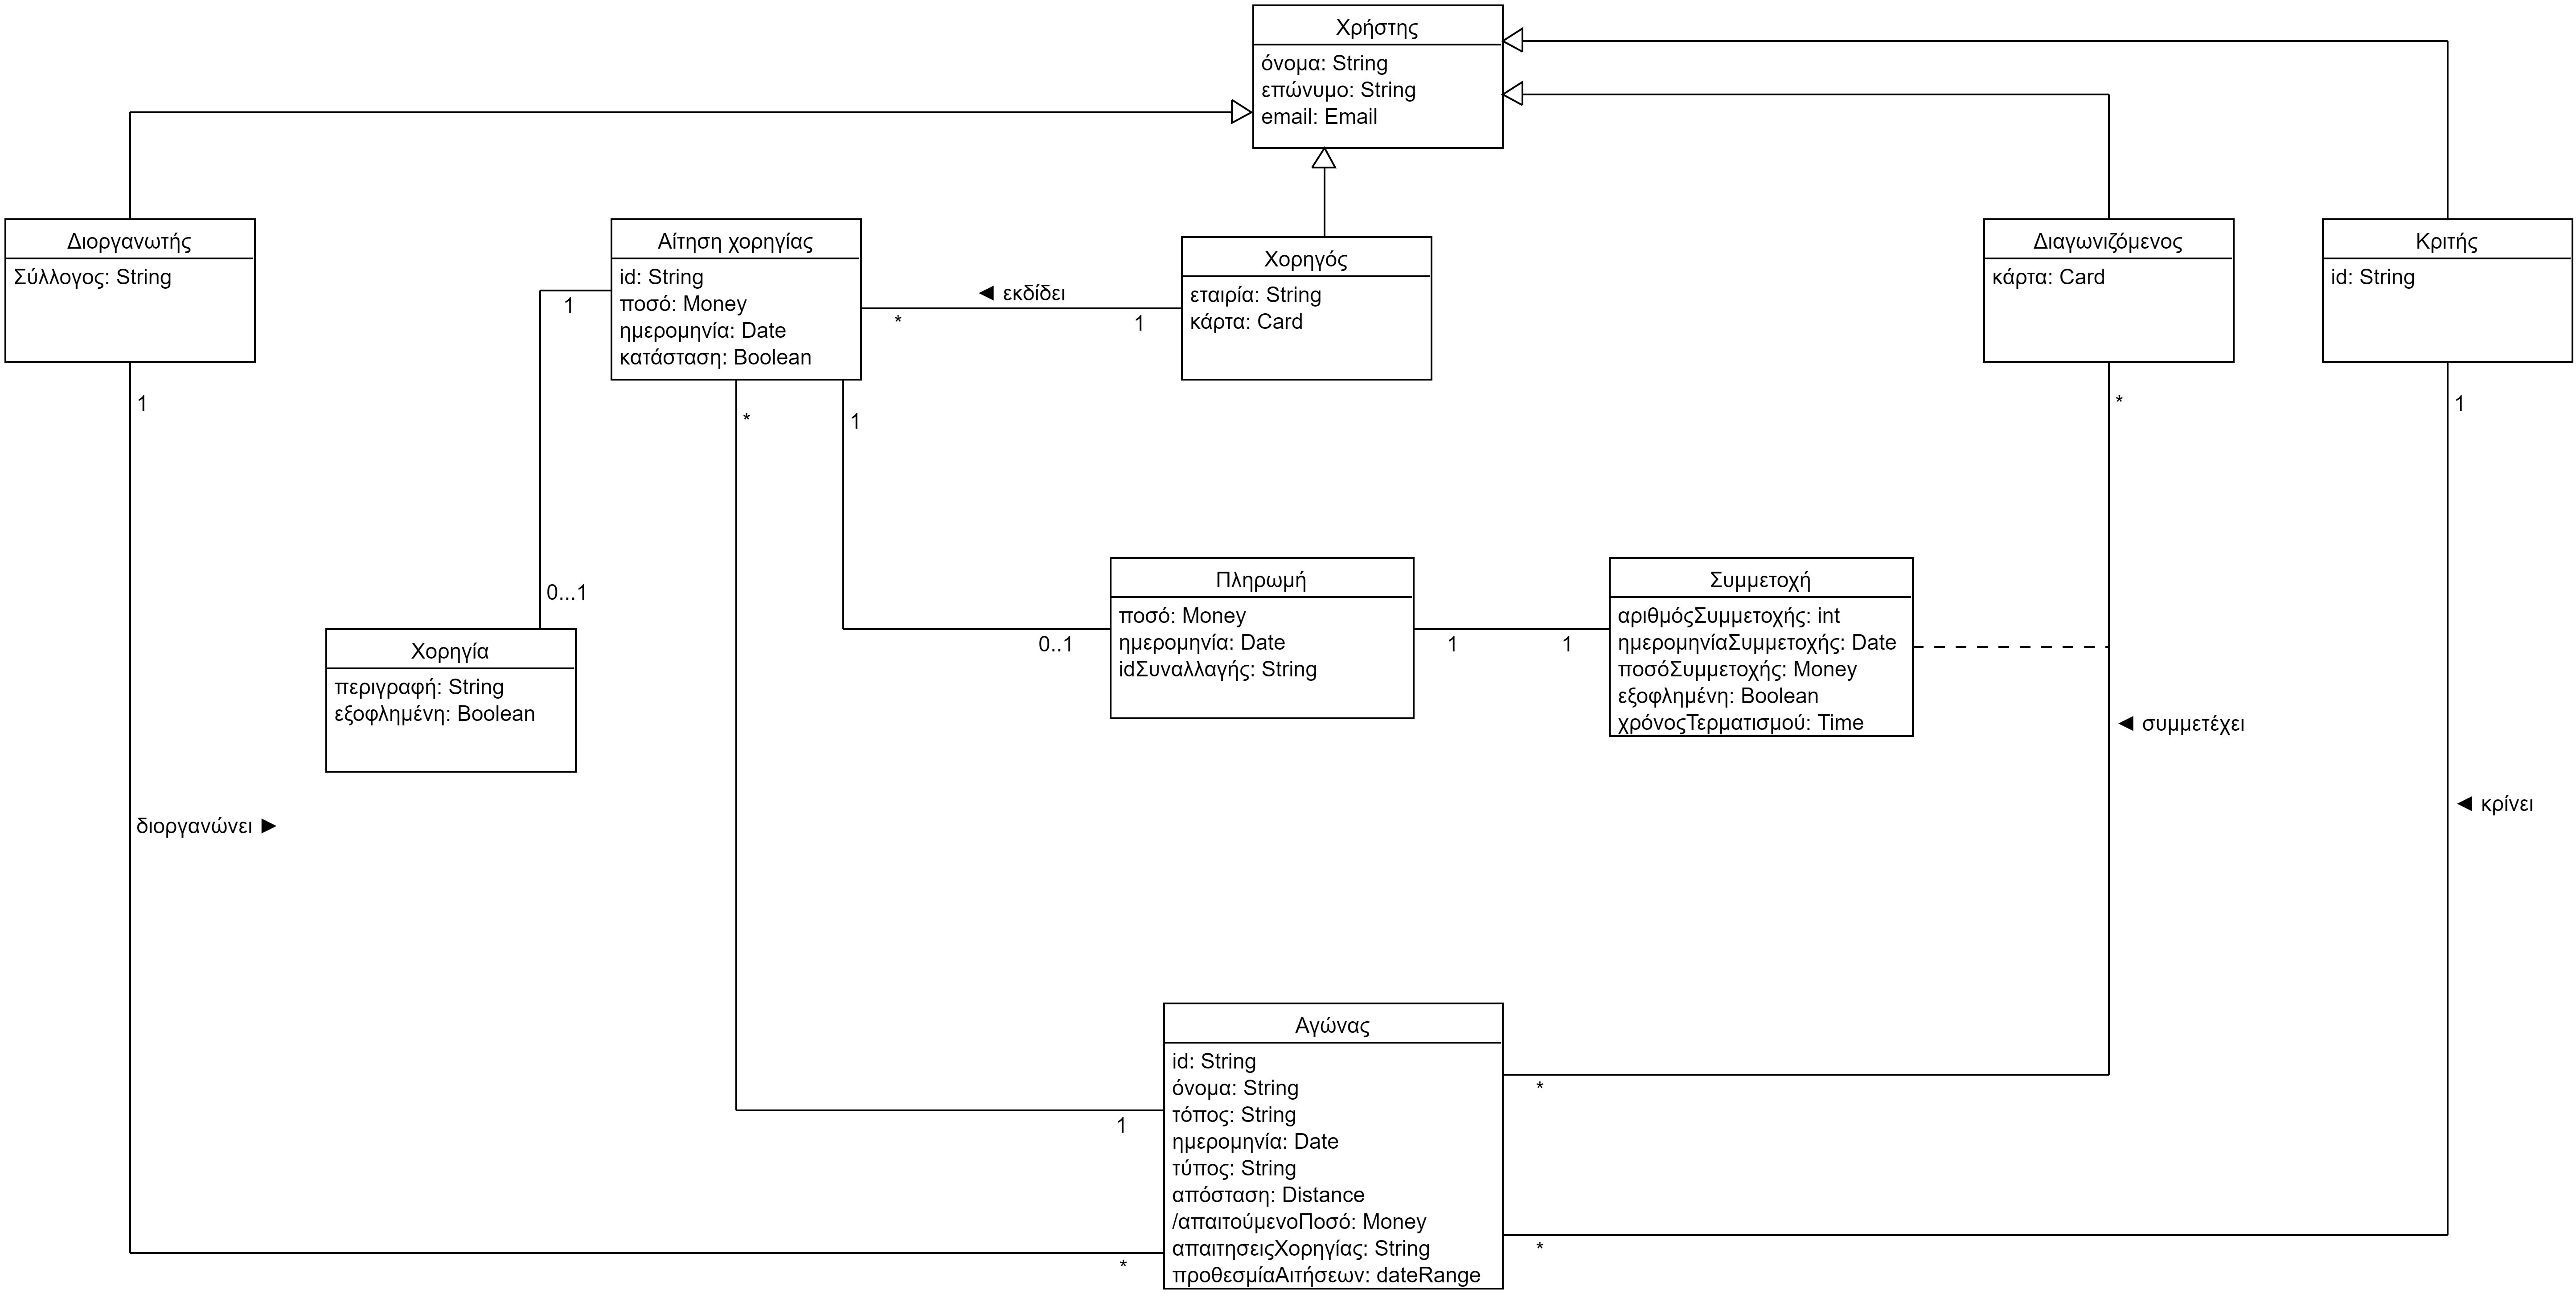 Χρήστης
όνομα: String
επώνυμο: String
email: Email
Διοργανωτής
Σύλλογος: String
Αίτηση χορηγίας
id: String
ποσό: Money
ημερομηνία: Date
κατάσταση: Boolean
◄ εκδίδει
*
1
Χορηγός
εταιρία: String
κάρτα: Card
Διαγωνιζόμενος
κάρτα: Card
Κριτής
id: String
1
1
*
1
*
1
0...1
Χορηγία
περιγραφή: String
εξοφλημένη: Boolean
0..1
Πληρωμή
ποσό: Money
ημερομηνία: Date
idΣυναλλαγής: String
1
1
Συμμετοχή
αριθμόςΣυμμετοχής: int
ημερομηνίαΣυμμετοχής: Date
ποσόΣυμμετοχής: Money
εξοφλημένη: Boolean
χρόνοςΤερματισμού: Time
◄ συμμετέχει
◄ κρίνει
διοργανώνει ►
Αγώνας
id: String
όνομα: String
τόπος: String
ημερομηνία: Date
τύπος: String
απόσταση: Distance
/απαιτούμενοΠοσό: Money
απαιτησειςΧορηγίας: String
προθεσμίαΑιτήσεων: dateRange
*
1
*
*